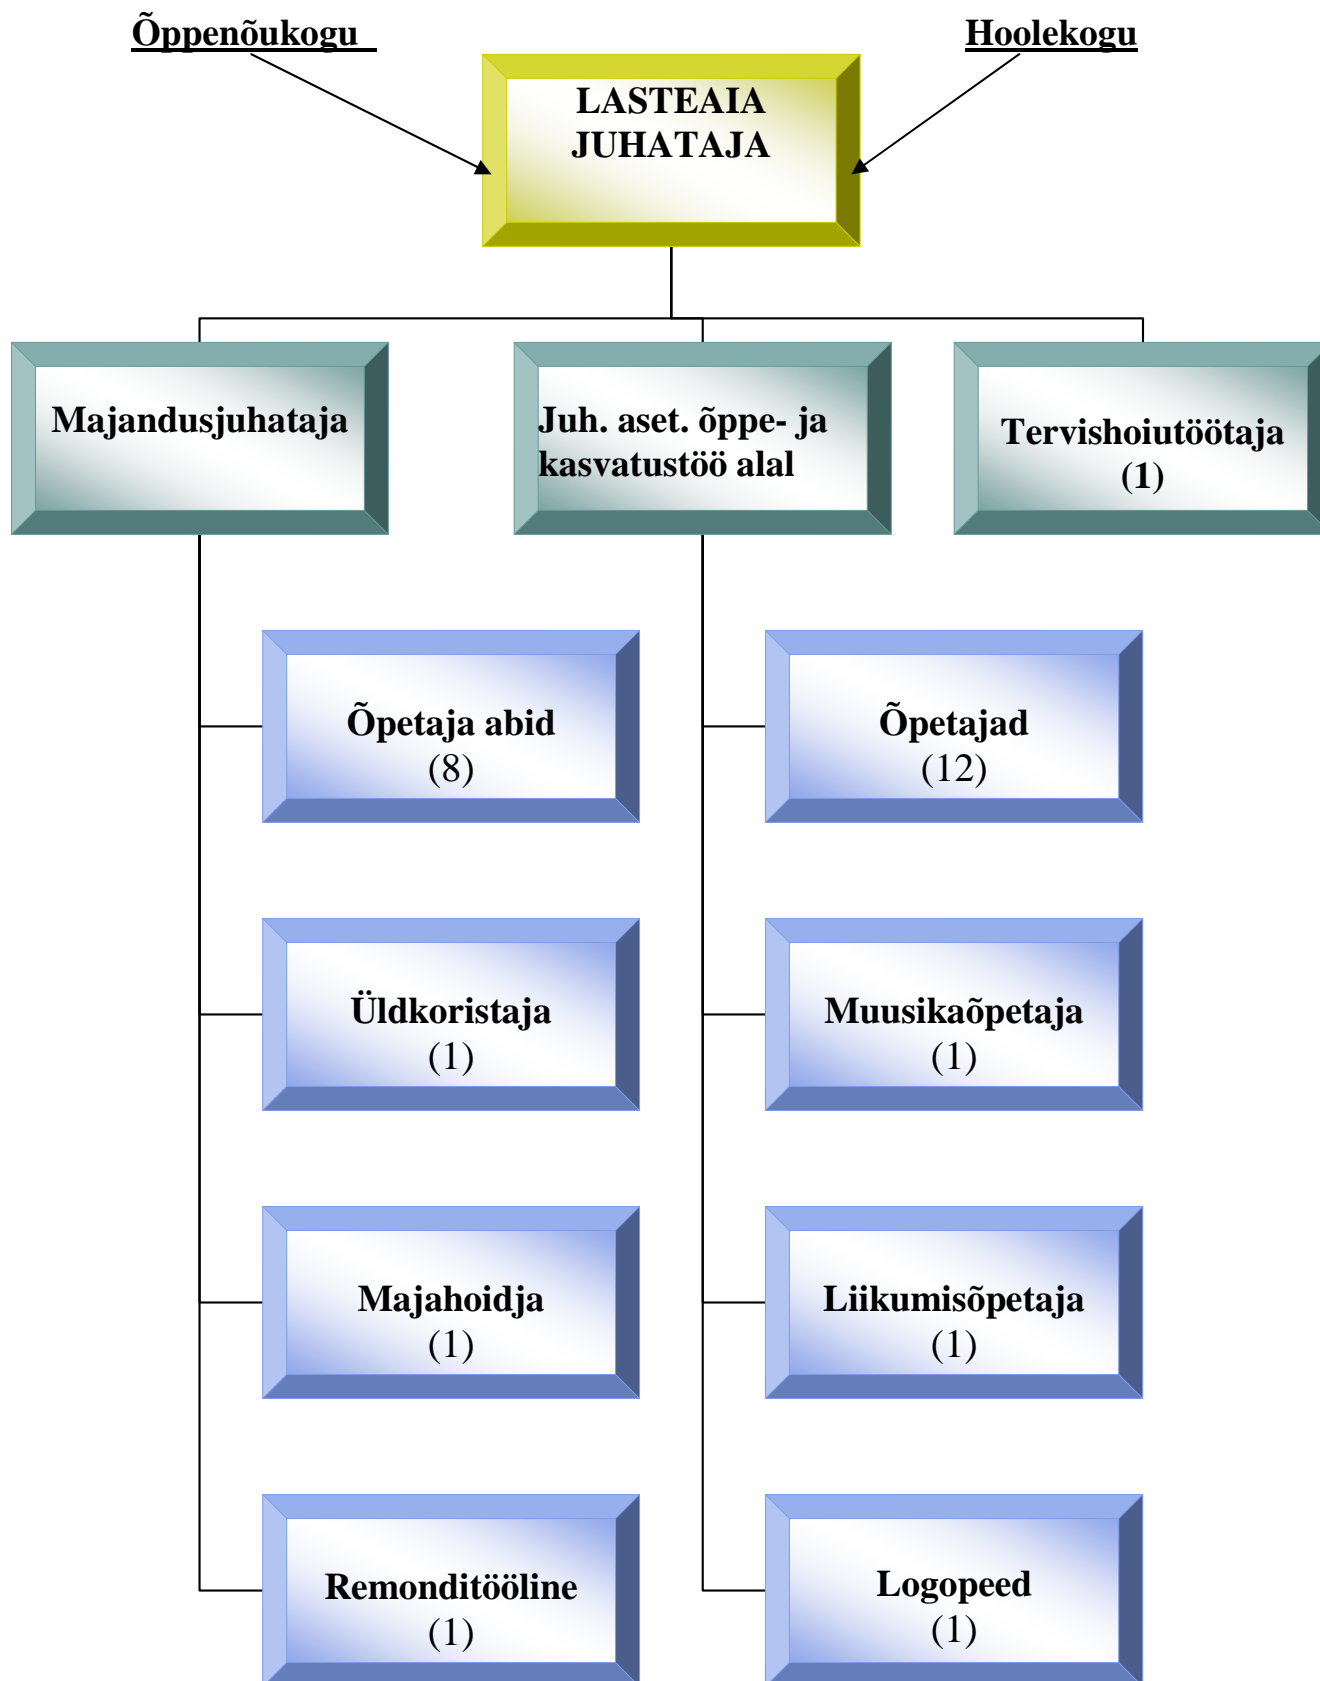 Õppenõukogu
Hoolekogu
LASTEAIA
JUHATAJA
Majandusjuhataja
Juh. aset. õppe- ja
kasvatustöö alal
Tervishoiutöötaja
(1)
Õpetaja abid
(8)
Õpetajad
(12)
Üldkoristaja
(1)
Muusikaõpetaja
(1)
Majahoidja
(1)
Liikumisõpetaja
(1)
Remonditööline
(1)
Logopeed
(1)